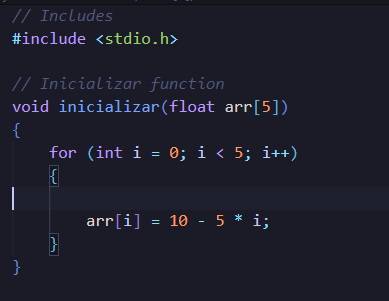 // Includes
#include <stdio.h>
// Inicializar function
void inicializar(float arr[5])
{
for (int i = 0; i < 5; i++)
{
arr[i] = 10 - 5 * i;
}
}